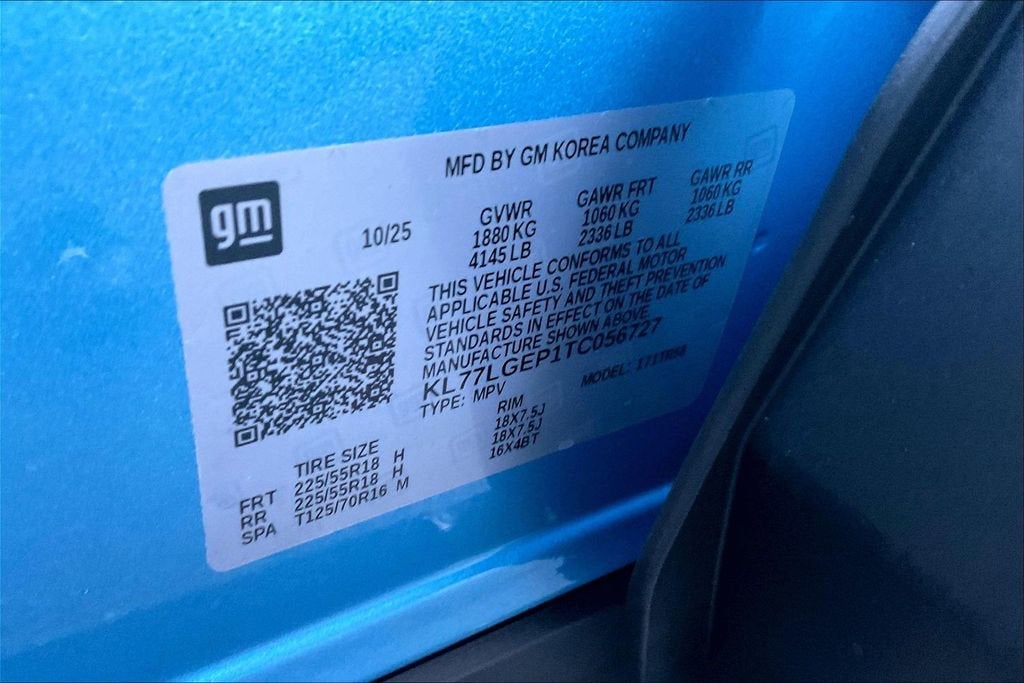 MFD BY GM KOREA COMPANY
gm
10/25
GVWR
1880 KG
4145 LB
GAWR FRT
1060 KG
2336 LB
GAWR RR
1060 KG
2336 LB
THIS VEHICLE CONFORMS TO ALL
APPLICABLE U.S. FEDERAL MOTOR
VEHICLE SAFETY AND THEFT PREVENTION
STANDARDS IN EFFECT ON THE DATE OF
MANUFACTURE SHOWN ABOVE.
KL77LGEP1TC056727
TYPE: MPV
MODEL: 1TR58
TIRE SIZE RIM
FRT 225/55R18 H 18X7.5J
RR 225/55R18 H 18X7.5J
SPA T125/70R16 M 16X4BT